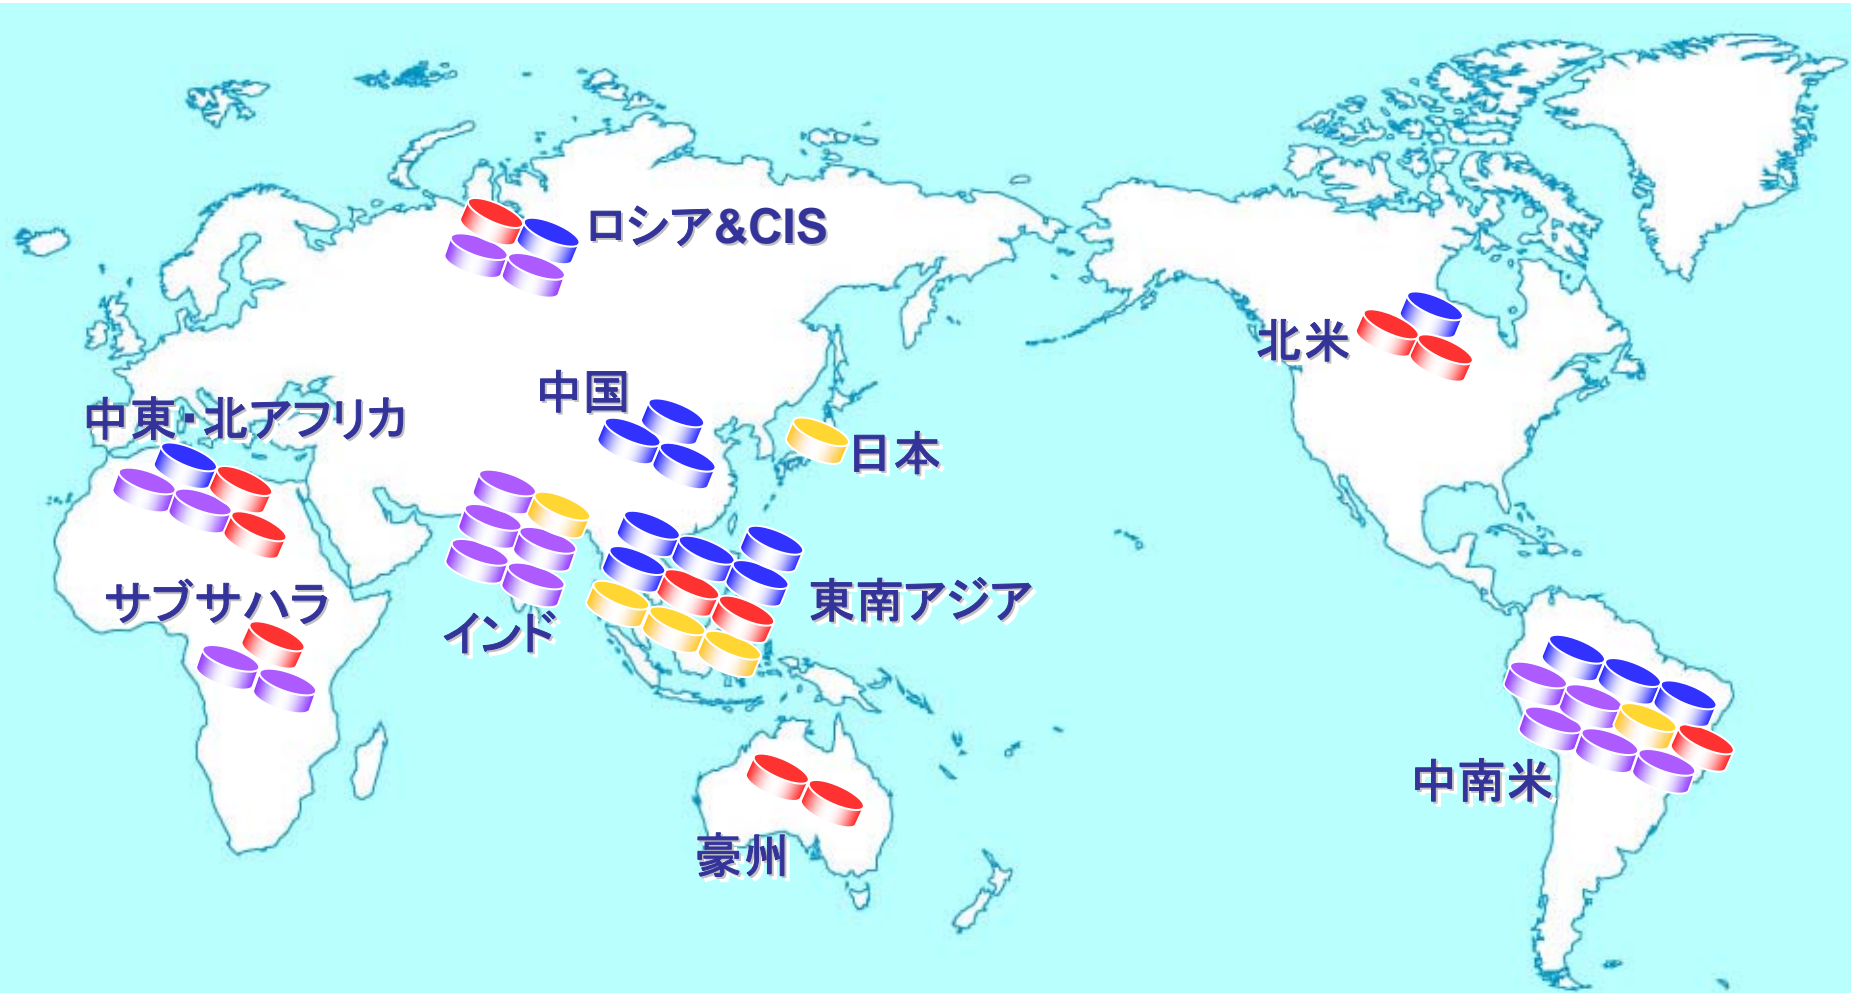 ロシア&CIS
北米
中国
中東・北アフリカ
日本
サブサハラ
東南アジア
インド
中南米
豪州